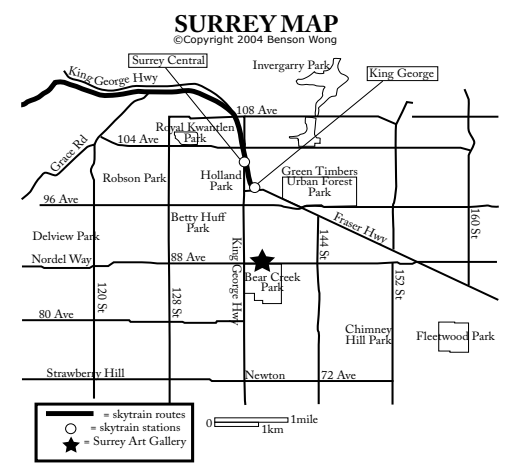 SURREY MAP
©Copyright 2004 Benson Wong
Surrey Central
Invergarry Park
King George Hwy
King George
108 Ave
Royal Kwantlen
Park
104 Ave
Grace Rd
Robson Park
Holland
Park
Green Timbers
Urban Forest
Park
96 Ave
Betty Huff
Park
Fraser Hwy
160 St
Delview Park
King George Hwy
144 St
Nordel Way
88 Ave
Bear Creek
Park
120 St
128 St
152 St
80 Ave
Chimney
Hill Park
Fleetwood Park
Strawberry Hill
Newton
72 Ave
= skytrain routes
= skytrain stations
= Surrey Art Gallery
0
1mile
1km